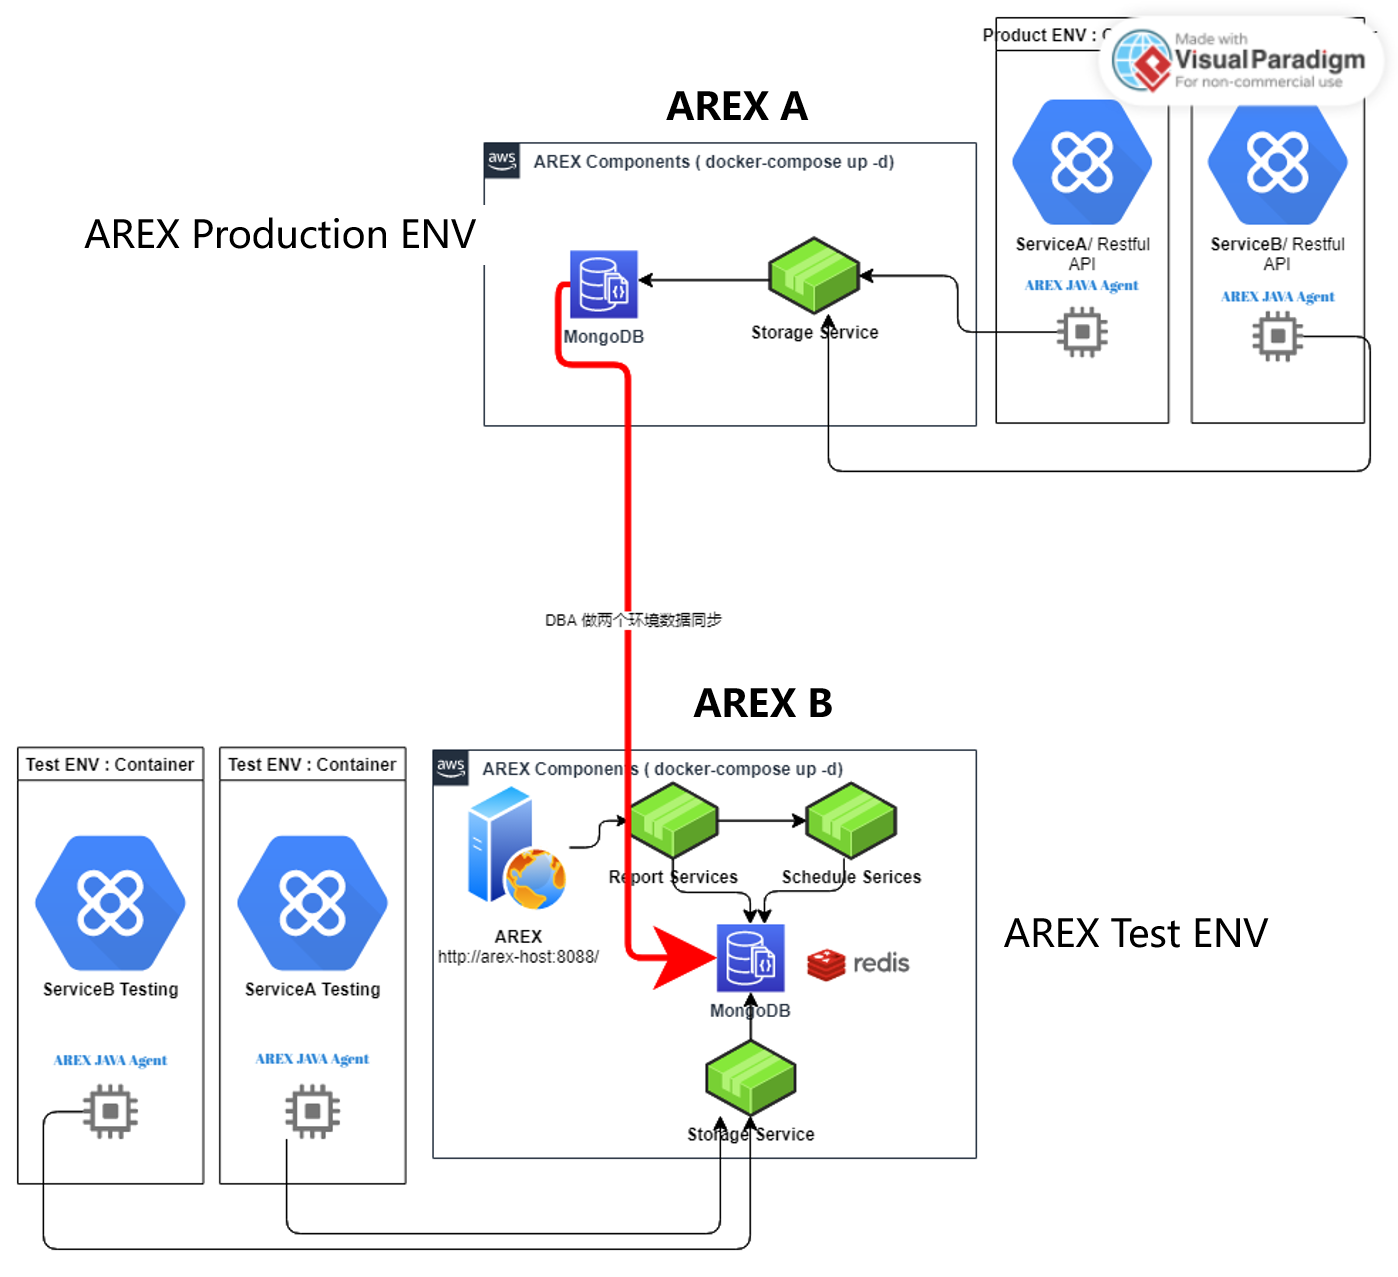 Product ENV :
Made with
Visual Paradigm
For non-commercial use
AREX A
aws
AREX Components ( docker-compose up -d)
AREX Production ENV
MongoDB
Storage Service
ServiceA/ Restful
API
AREX JAVA Agent
ServiceB/ Restful
API
AREX JAVA Agent
DBA 做两个环境数据同步
AREX B
Test ENV : Container
ServiceB Testing
AREX JAVA Agent
Test ENV : Container
ServiceA Testing
AREX JAVA Agent
aws
AREX Components ( docker-compose up -d)
Report Services
Schedule Serices
AREX
http://arex-host:8088/
MongoDB
redis
Storage Service
AREX Test ENV